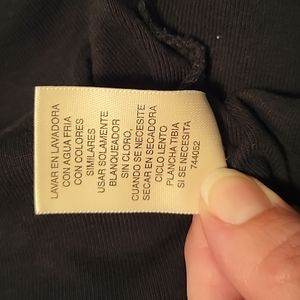 LAVAR EN LAVADORA
CON AGUA FRIA
CON COLORES
SIMILARES
USAR SOLAMENTE
BLANQUEADOR
SIN CLORO.
CUANDO SE NECESITE
SECAR EN SECADORA
CICLO LENTO
PLANCHA TIBIA
SI SE NECESITA
744052